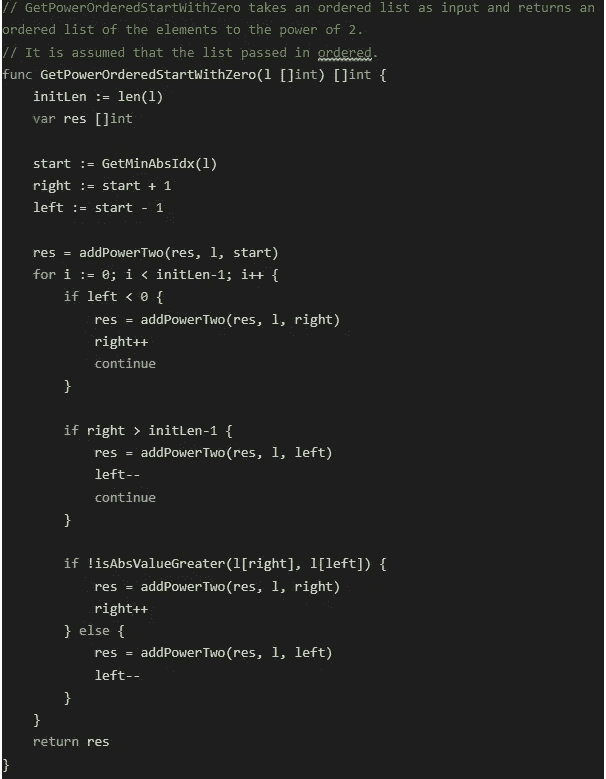 // GetPowerOrderedStartWithZero takes an ordered list as input and returns an
ordered list of the elements to the power of 2.
// It is assumed that the list passed in ordered.
func GetPowerOrderedStartWithZero(l []int) []int {
    initLen := len(l)
    var res []int

    start := GetMinAbsIdx(l)
    right := start + 1
    left := start - 1

    res = addPowerTwo(res, l, start)
    for i := 0; i < initLen-1; i++ {
        if left < 0 {
            res = addPowerTwo(res, l, right)
            right++
            continue
        }

        if right > initLen-1 {
            res = addPowerTwo(res, l, left)
            left--
            continue
        }

        if !isAbsValueGreater(l[right], l[left]) {
            res = addPowerTwo(res, l, right)
            right++
        } else {
            res = addPowerTwo(res, l, left)
            left--
        }
    }
    return res
}